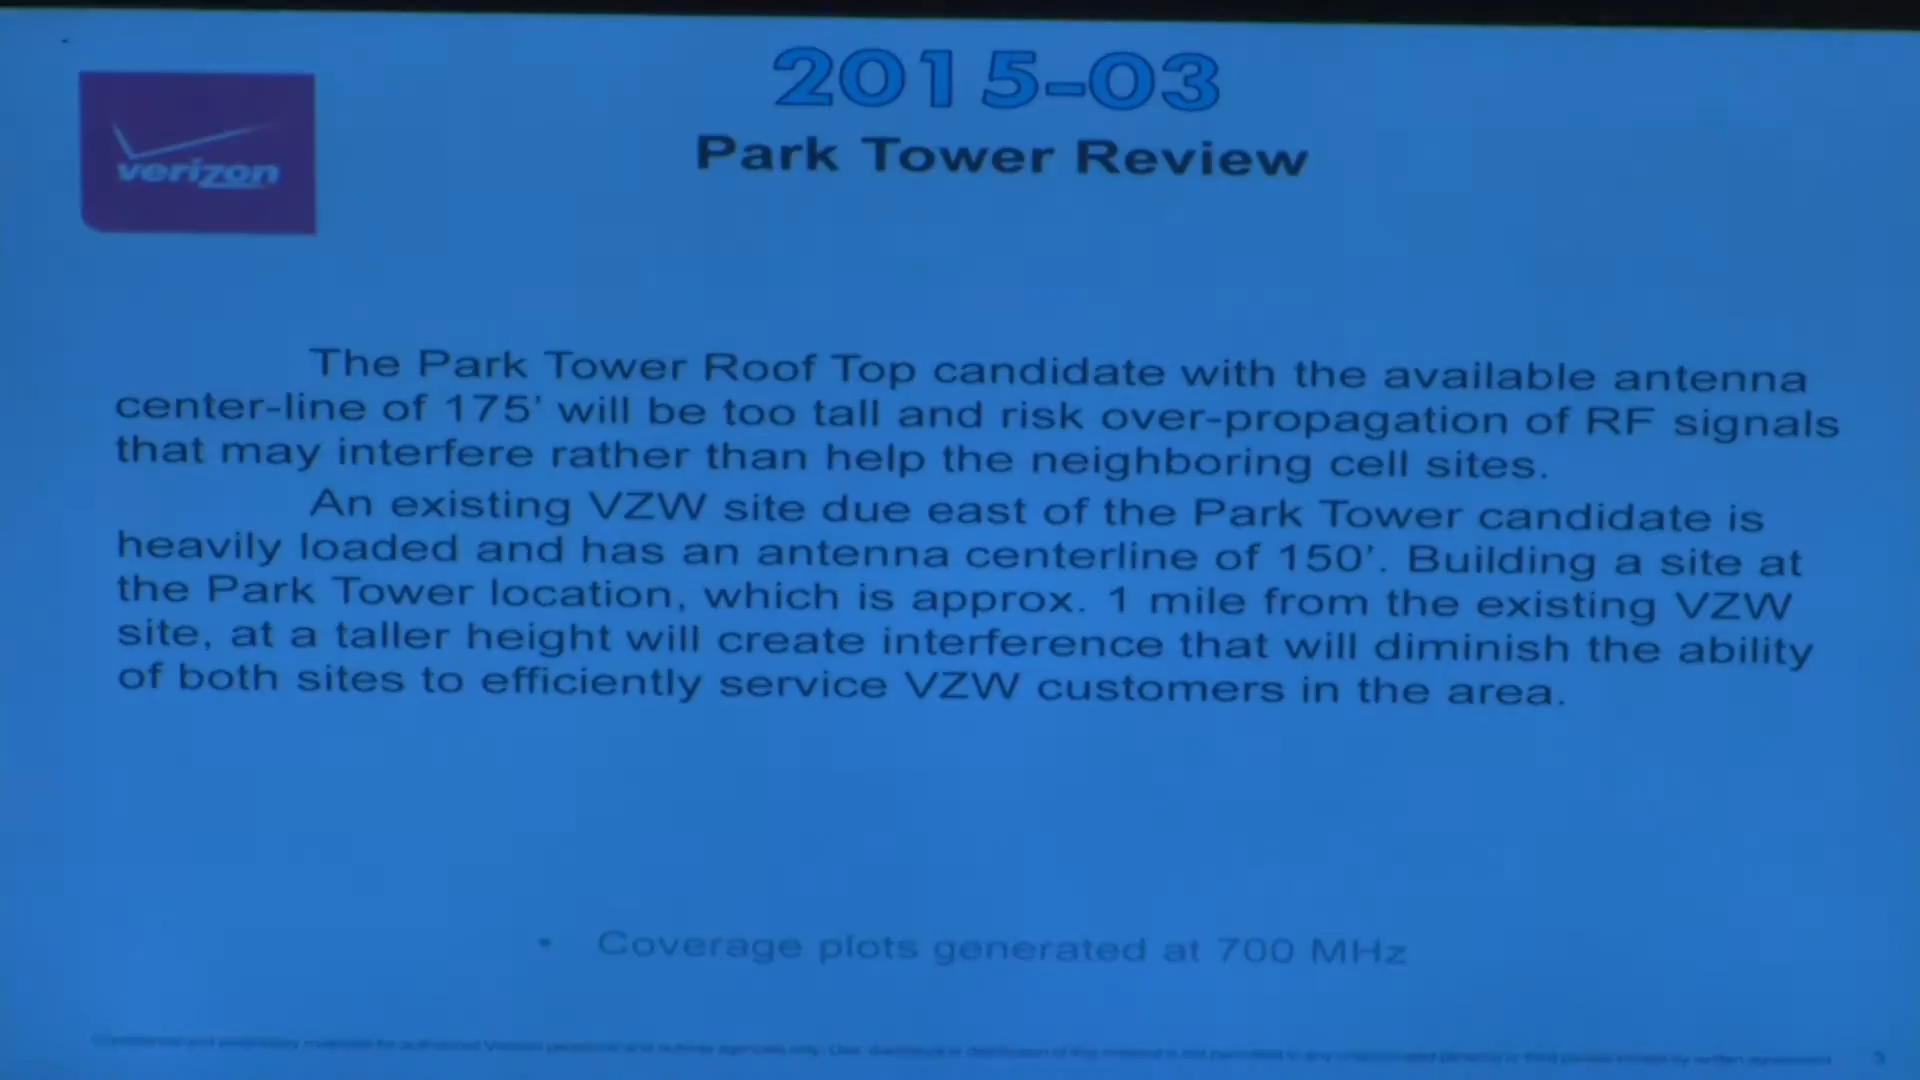 2015-03
verizon
Park Tower Review
The Park Tower Roof Top candidate with the available antenna
center-line of 175' will be too tall and risk over-propagation of RF signals
that may interfere rather than help the neighboring cell sites.
An existing VZW site due east of the Park Tower candidate is
heavily loaded and has an antenna centerline of 150'. Building a site at
the Park Tower location, which is approx. 1 mile from the existing VZW
site, at a taller height will create interference that will diminish the ability
of both sites to efficiently service VZW customers in the area.
• Coverage plots generated at 700 MHz